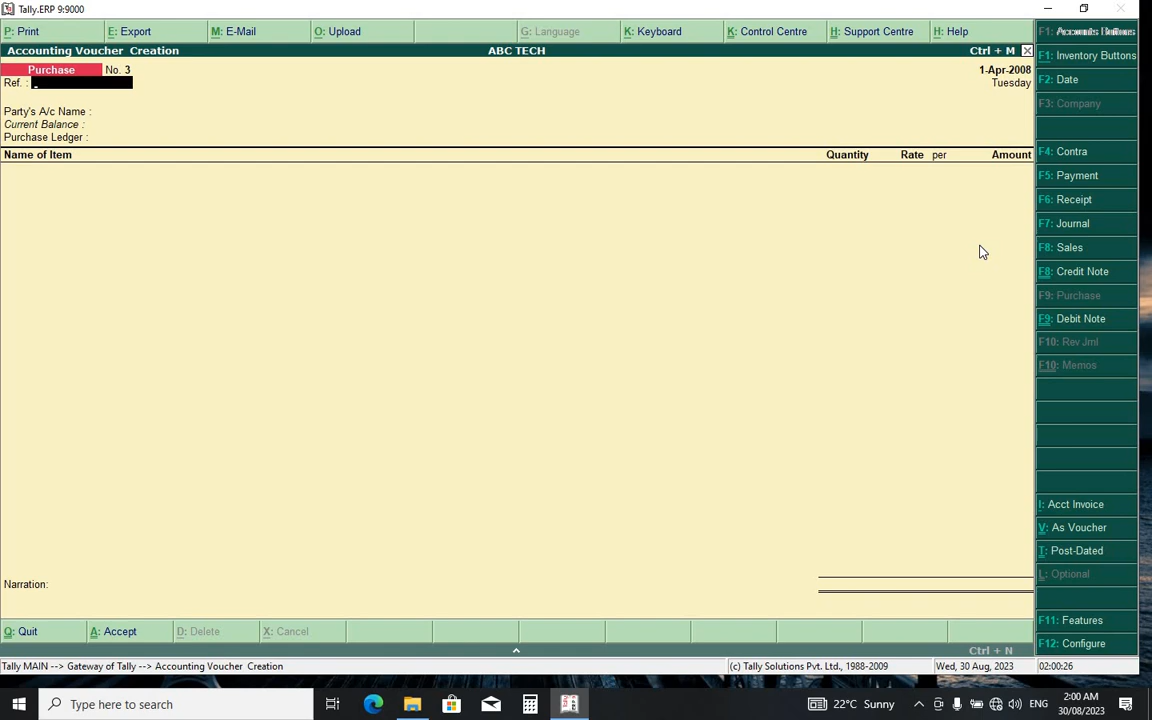 Tally.ERP 9:9000
P: Print
E: Export
M: E-Mail
O: Upload
G: Language
K: Keyboard
K: Control Centre
H: Support Centre
H: Help
Accounting Voucher Creation
ABC TECH
Ctrl + M
Purchase
No. 3
1-Apr-2008
Ref. :
Tuesday
Party's A/c Name :
Current Balance :
Purchase Ledger :
Name of Item
Quantity
Rate
per
Amount
Narration:
F1: Accounts Buttons
F1: Inventory Buttons
F2: Date
F3: Company
F4: Contra
F5: Payment
F6: Receipt
F7: Journal
F8: Sales
F8: Credit Note
F9: Purchase
F9: Debit Note
F10: Rev Jrnl
F10: Memos
I: Acct Invoice
V: As Voucher
T: Post-Dated
L: Optional
F11: Features
F12: Configure
Q: Quit
A: Accept
D: Delete
X: Cancel
Ctrl + N
Tally MAIN --> Gateway of Tally --> Accounting Voucher Creation
(c) Tally Solutions Pvt. Ltd., 1988-2009
Wed, 30 Aug, 2023
02:00:26
Type here to search
22°C Sunny
ENG
2:00 AM
30/08/2023